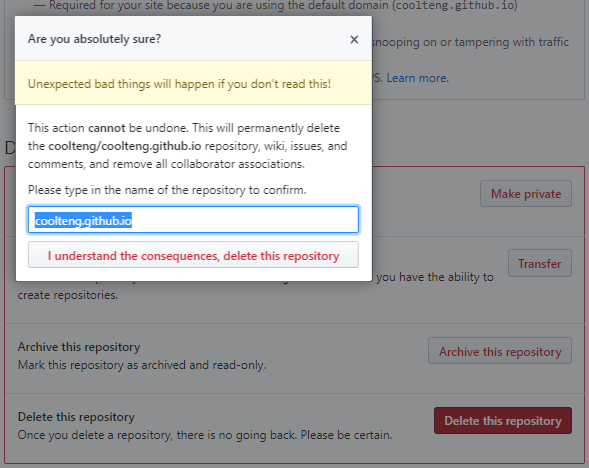 — Required for your site because you are using the default domain (coolteng.github.io)
Are you absolutely sure? ×
snooping on or tampering with traffic
Unexpected bad things will happen if you don't read this!
S. Learn more.
This action cannot be undone. This will permanently delete
the coolteng/coolteng.github.io repository, wiki, issues, and
comments, and remove all collaborator associations.
D
Please type in the name of the repository to confirm.
Make private
coolteng.github.io
I understand the consequences, delete this repository
Transfer
you have the ability to
create repositories.
Archive this repository
Mark this repository as archived and read-only.
Archive this repository
Delete this repository
Once you delete a repository, there is no going back. Please be certain.
Delete this repository